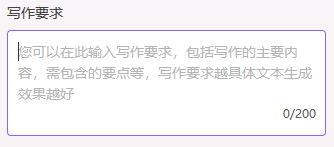 写作要求
您可以在此输入写作要求，包括写作的主要内
容，需包含的要点等，写作要求越具体文本生成
效果越好
0/200